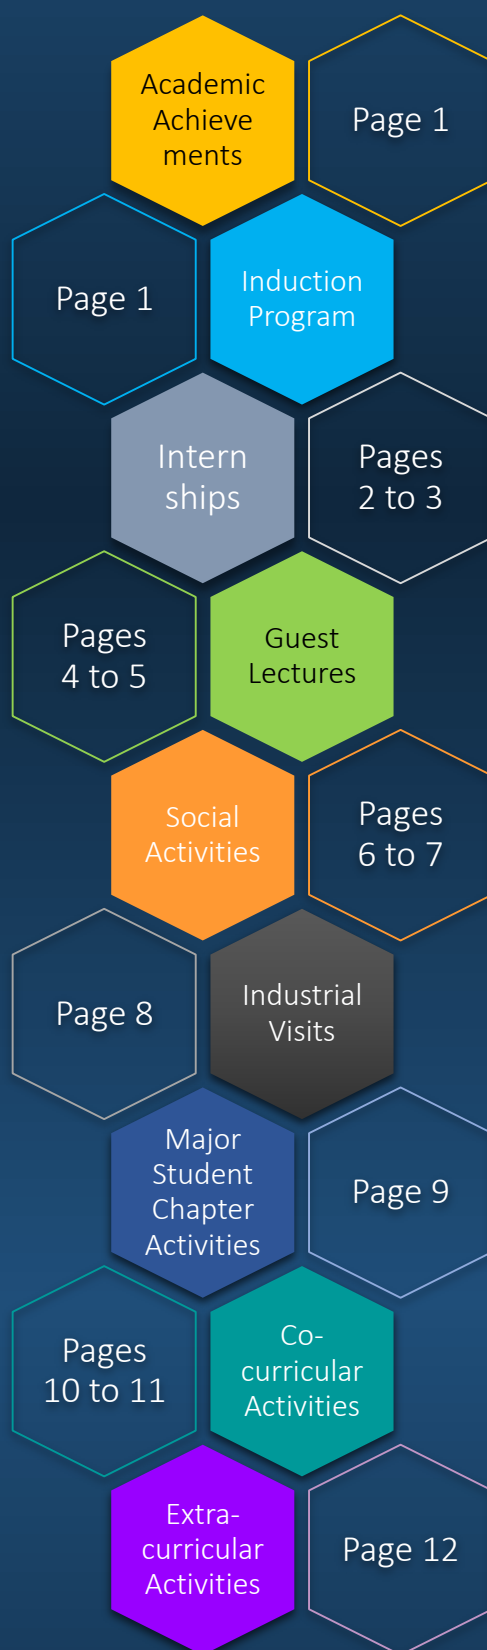 Academic
Achieve
ments
Page 1
Page 1
Induction
Program
Intern
ships
Pages
2 to 3
Pages
4 to 5
Guest
Lectures
Social
Activities
Pages
6 to 7
Page 8
Industrial
Visits
Major
Student
Chapter
Activities
Page 9
Pages
10 to 11
Co-
curricular
Activities
Extra-
curricular
Activities
Page 12